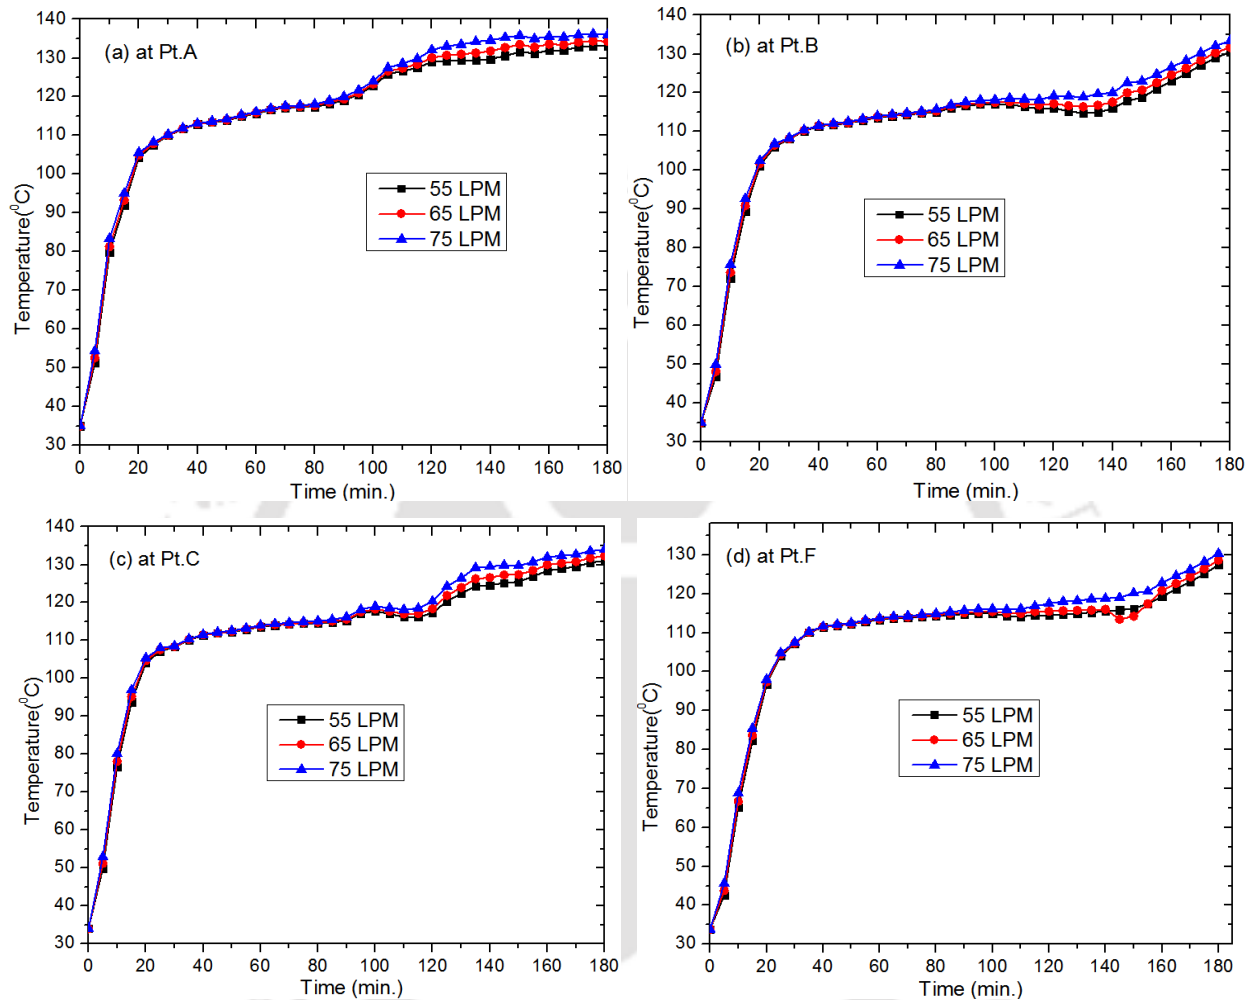 (a) at Pt.A
140
130
120
110
100
90
80
70
60
50
40
30
Temperature(⁰C)
55 LPM
65 LPM
75 LPM
0 20 40 60 80 100 120 140 160 180
Time (min.)
(b) at Pt.B
140
130
120
110
100
90
80
70
60
50
40
30
Temperature(⁰C)
55 LPM
65 LPM
75 LPM
0 20 40 60 80 100 120 140 160 180
Time (min.)
(c) at Pt.C
140
130
120
110
100
90
80
70
60
50
40
30
Temperature(⁰C)
55 LPM
65 LPM
75 LPM
0 20 40 60 80 100 120 140 160 180
Time (min.)
(d) at Pt.F
130
120
110
100
90
80
70
60
50
40
30
Temperature(⁰C)
55 LPM
65 LPM
75 LPM
0 20 40 60 80 100 120 140 160 180
Time (min.)